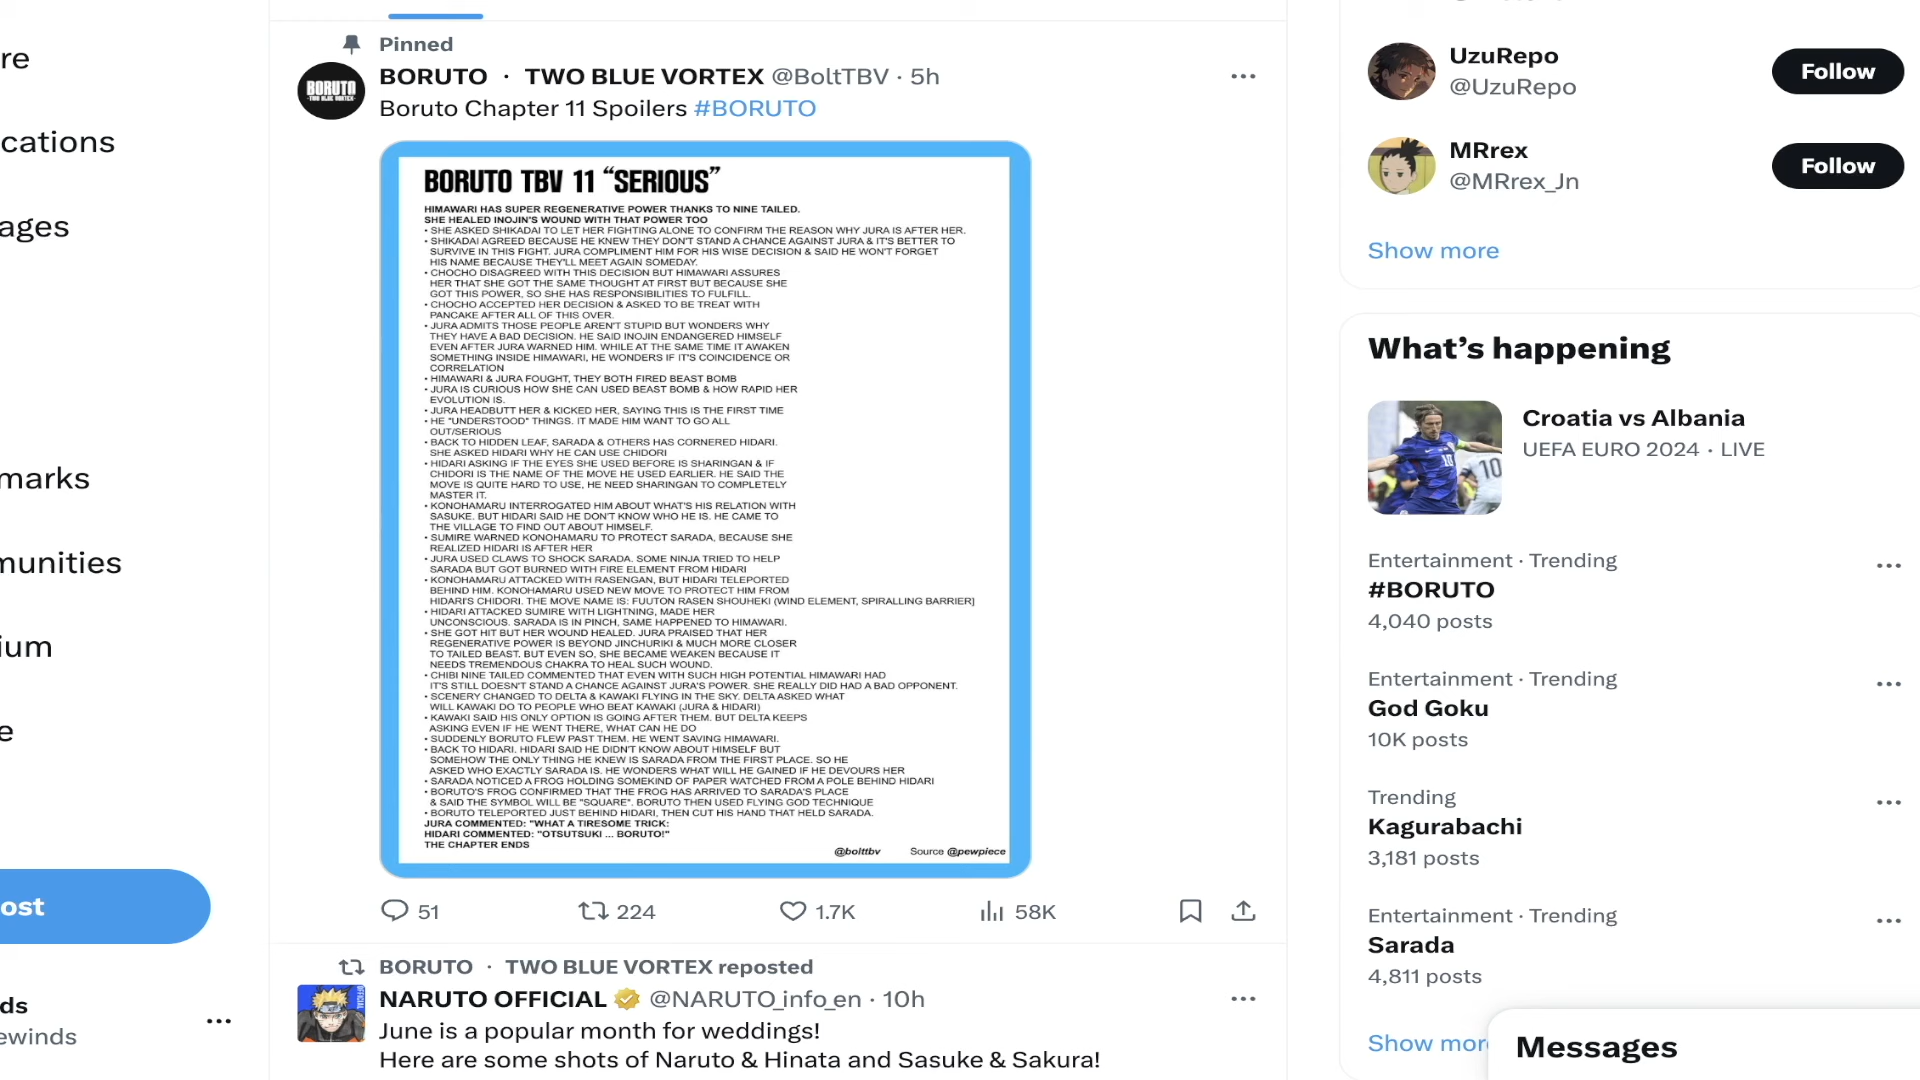 re
cations
ages
marks
munities
ium
e
ost
ds
ewinds
Pinned
BORUTO · TWO BLUE VORTEX @BoltTBV · 5h
Boruto Chapter 11 Spoilers #BORUTO
BORUTO
-TWO BLUE VORTEX-
BORUTO TBV 11 “SERIOUS”
HIMAWARI HAS SUPER REGENERATIVE POWER THANKS TO NINE TAILED.
SHE HEALED INOJIN'S WOUND WITH THAT POWER TOO
• SHE ASKED SHIKADAI TO LET HER FIGHTING ALONE TO CONFIRM THE REASON WHY JURA IS AFTER HER.
• SHIKADAI AGREED BECAUSE HE KNEW THEY DON'T STAND A CHANCE AGAINST JURA & IT'S BETTER TO
SURVIVE IN THIS FIGHT. JURA COMPLIMENT HIM FOR HIS WISE DECISION & SAID HE WON'T FORGET
HIS NAME BECAUSE THEY'LL MEET AGAIN SOMEDAY.
• CHOCHO DISAGREED WITH THIS DECISION BUT HIMAWARI ASSURES
HER THAT SHE GOT THE SAME THOUGHT AT FIRST BUT BECAUSE SHE
GOT THIS POWER, SO SHE HAS RESPONSIBILITIES TO FULFILL.
• CHOCHO ACCEPTED HER DECISION & ASKED TO BE TREAT WITH
PANCAKE AFTER ALL OF THIS OVER.
• JURA ADMITS THOSE PEOPLE AREN'T STUPID BUT WONDERS WHY
THEY HAVE A BAD DECISION. HE SAID INOJIN ENDANGERED HIMSELF
EVEN AFTER JURA WARNED HIM. WHILE AT THE SAME TIME IT AWAKEN
SOMETHING INSIDE HIMAWARI, HE WONDERS IF IT'S COINCIDENCE OR
CORRELATION
• HIMAWARI & JURA FOUGHT, THEY BOTH FIRED BEAST BOMB
• JURA IS CURIOUS HOW SHE CAN USED BEAST BOMB & HOW RAPID HER
EVOLUTION IS.
• JURA HEADBUTT HER & KICKED HER, SAYING THIS IS THE FIRST TIME
HE "UNDERSTOOD" THINGS. IT MADE HIM WANT TO GO ALL
OUT/SERIOUS
• BACK TO HIDDEN LEAF, SARADA & OTHERS HAS CORNERED HIDARI.
SHE ASKED HIDARI WHY HE CAN USE CHIDORI
• HIDARI ASKING IF THE EYES SHE USED BEFORE IS SHARINGAN & IF
CHIDORI IS THE NAME OF THE MOVE HE USED EARLIER. HE SAID THE
MOVE IS QUITE HARD TO USE, HE NEED SHARINGAN TO COMPLETELY
MASTER IT.
• KONOHAMARU INTERROGATED HIM ABOUT WHAT'S HIS RELATION WITH
SASUKE. BUT HIDARI SAID HE DON'T KNOW WHO HE IS. HE CAME TO
THE VILLAGE TO FIND OUT ABOUT HIMSELF.
• SUMIRE WARNED KONOHAMARU TO PROTECT SARADA, BECAUSE SHE
REALIZED HIDARI IS AFTER HER
• JURA USED CLAWS TO SHOCK SARADA. SOME NINJA TRIED TO HELP
SARADA BUT GOT BURNED WITH FIRE ELEMENT FROM HIDARI
• KONOHAMARU ATTACKED WITH RASENGAN, BUT HIDARI TELEPORTED
BEHIND HIM. KONOHAMARU USED NEW MOVE TO PROTECT HIM FROM
HIDARI'S CHIDORI. THE MOVE NAME IS: FUUTON RASEN SHOUHEKI (WIND ELEMENT, SPIRALLING BARRIER]
• HIDARI ATTACKED SUMIRE WITH LIGHTNING, MADE HER
UNCONSCIOUS. SARADA IS IN PINCH, SAME HAPPENED TO HIMAWARI.
• SHE GOT HIT BUT HER WOUND HEALED. JURA PRAISED THAT HER
REGENERATIVE POWER IS BEYOND JINCHURIKI & MUCH MORE CLOSER
TO TAILED BEAST. BUT EVEN SO, SHE BECAME WEAKEN BECAUSE IT
NEEDS TREMENDOUS CHAKRA TO HEAL SUCH WOUND.
• CHIBI NINE TAILED COMMENTED THAT EVEN WITH SUCH HIGH POTENTIAL HIMAWARI HAD
IT'S STILL DOESN'T STAND A CHANCE AGAINST JURA'S POWER. SHE REALLY DID HAD A BAD OPPONENT.
• SCENERY CHANGED TO DELTA & KAWAKI FLYING IN THE SKY. DELTA ASKED WHAT
WILL KAWAKI DO TO PEOPLE WHO BEAT KAWAKI (JURA & HIDARI)
• KAWAKI SAID HIS ONLY OPTION IS GOING AFTER THEM. BUT DELTA KEEPS
ASKING EVEN IF HE WENT THERE, WHAT CAN HE DO
• SUDDENLY BORUTO FLEW PAST THEM. HE WENT SAVING HIMAWARI.
• BACK TO HIDARI. HIDARI SAID HE DIDN'T KNOW ABOUT HIMSELF BUT
SOMEHOW THE ONLY THING HE KNEW IS SARADA FROM THE FIRST PLACE. SO HE
ASKED WHO EXACTLY SARADA IS. HE WONDERS WHAT WILL HE GAINED IF HE DEVOURS HER
• SARADA NOTICED A FROG HOLDING SOMEKIND OF PAPER WATCHED FROM A POLE BEHIND HIDARI
• BORUTO'S FROG CONFIRMED THAT THE FROG HAS ARRIVED TO SARADA'S PLACE
& SAID THE SYMBOL WILL BE "SQUARE". BORUTO THEN USED FLYING GOD TECHNIQUE
• BORUTO TELEPORTED JUST BEHIND HIDARI, THEN CUT HIS HAND THAT HELD SARADA.
JURA COMMENTED: "WHAT A TIRESOME TRICK:
HIDARI COMMENTED: "OTSUTSUKI ... BORUTO!"
THE CHAPTER ENDS
@bolttbv Source @pewpiece
51 224 1.7K 58K
BORUTO · TWO BLUE VORTEX reposted
NARUTO OFFICIAL @NARUTO_info_en · 10h
OFFICIAL
June is a popular month for weddings!
Here are some shots of Naruto & Hinata and Sasuke & Sakura!
UzuRepo
@UzuRepo
Follow
MRrex
@MRrex_Jn
Follow
Show more
What’s happening
Croatia vs Albania
UEFA EURO 2024 · LIVE
10
10
Entertainment · Trending
#BORUTO
4,040 posts
Entertainment · Trending
God Goku
10K posts
Trending
Kagurabachi
3,181 posts
Entertainment · Trending
Sarada
4,811 posts
Show mor
Messages